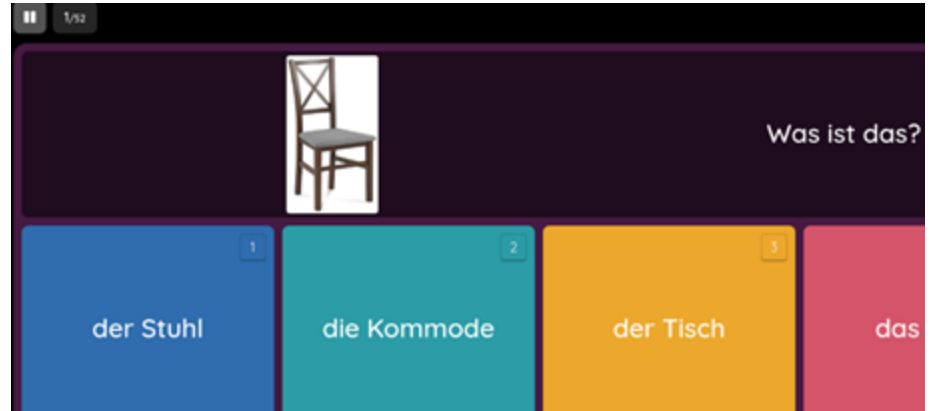 1/52
Was ist das?
1
der Stuhl
2
die Kommode
3
der Tisch
das